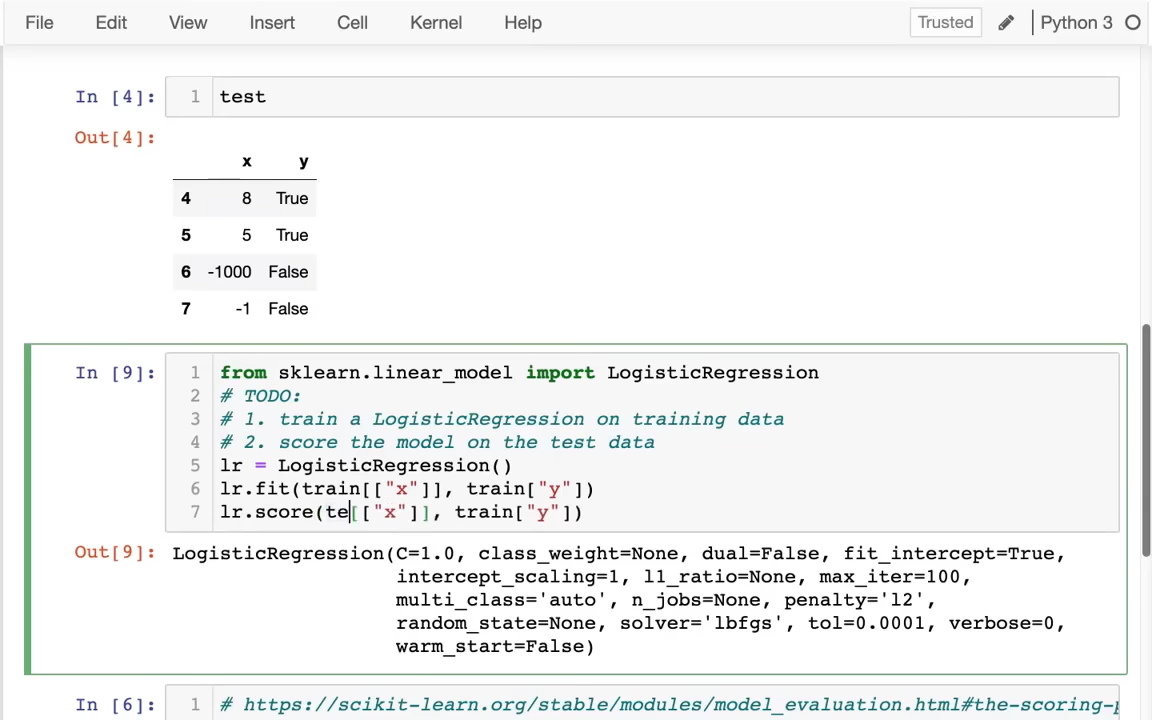 File Edit View Insert Cell Kernel Help Trusted Python 3
In [4]: 1 test
Out[4]:
x y
4 8 True
5 5 True
6 -1000 False
7 -1 False
In [9]: 1 from sklearn.linear_model import LogisticRegression
2 # TODO:
3 # 1. train a LogisticRegression on training data
4 # 2. score the model on the test data
5 lr = LogisticRegression()
6 lr.fit(train[["x"]], train["y"])
7 lr.score(te[["x"]], train["y"])
Out[9]: LogisticRegression(C=1.0, class_weight=None, dual=False, fit_intercept=True,
intercept_scaling=1, l1_ratio=None, max_iter=100,
multi_class='auto', n_jobs=None, penalty='l2',
random_state=None, solver='lbfgs', tol=0.0001, verbose=0,
warm_start=False)
In [6]: 1 # https://scikit-learn.org/stable/modules/model_evaluation.html#the-scoring-